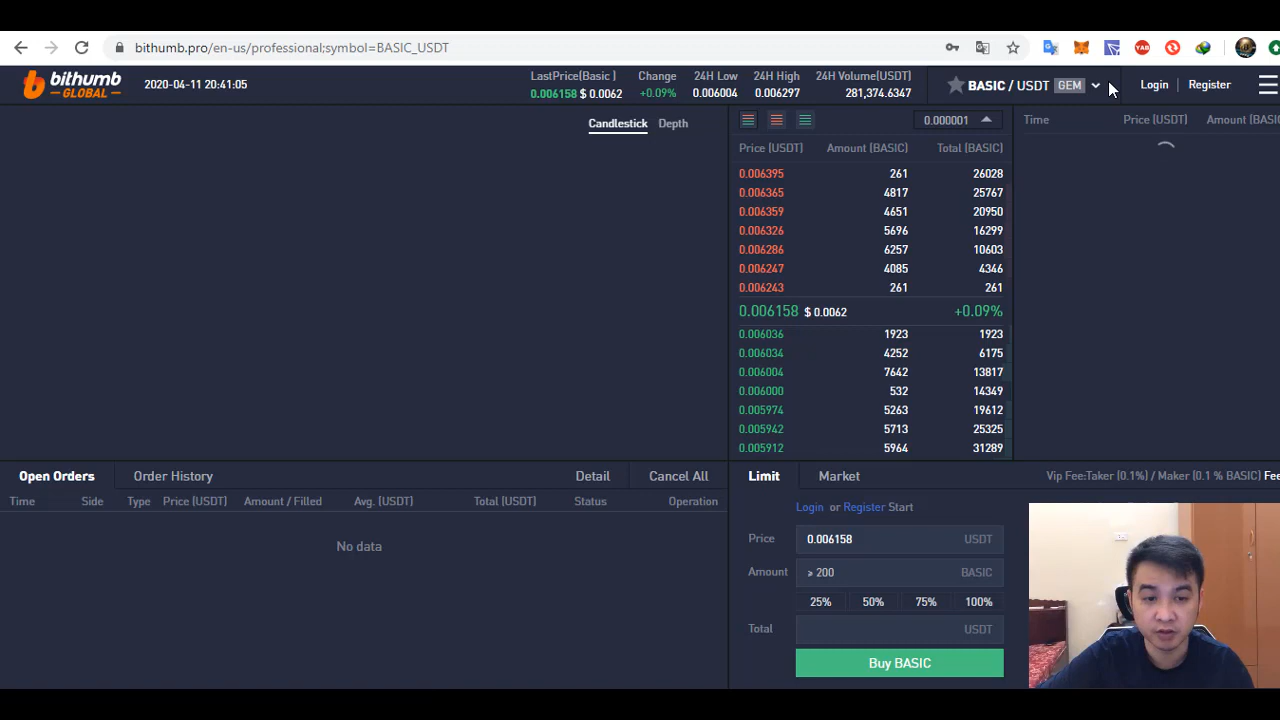 bithumb.pro/en-us/professional;symbol=BASIC_USDT
YAB
bithumb
GLOBAL
2020-04-11 20:41:05
LastPrice(Basic ) Change 24H Low 24H High 24H Volume(USDT)
0.006158 $ 0.0062 +0.09% 0.006004 0.006297 281,374.6347
BASIC / USDT GEM
Login | Register
Candlestick Depth
0.000001
Time Price (USDT) Amount (BASIC)
Price (USDT) Amount (BASIC) Total (BASIC)
0.006395 261 26028
0.006365 4817 25767
0.006359 4651 20950
0.006326 5696 16299
0.006286 6257 10603
0.006247 4085 4346
0.006243 261 261
0.006158 $ 0.0062 +0.09%
0.006036 1923 1923
0.006034 4252 6175
0.006004 7642 13817
0.006000 532 14349
0.005974 5263 19612
0.005942 5713 25325
0.005912 5964 31289
Open Orders Order History Detail Cancel All
Time Side Type Price (USDT) Amount / Filled Avg. (USDT) Total (USDT) Status Operation
No data
Limit Market Vip Fee:Taker (0.1%) / Maker (0.1 % BASIC) Fee
Login or Register Start
Price 0.006158 USDT
Amount ≥ 200 BASIC
25% 50% 75% 100%
Total USDT
Buy BASIC